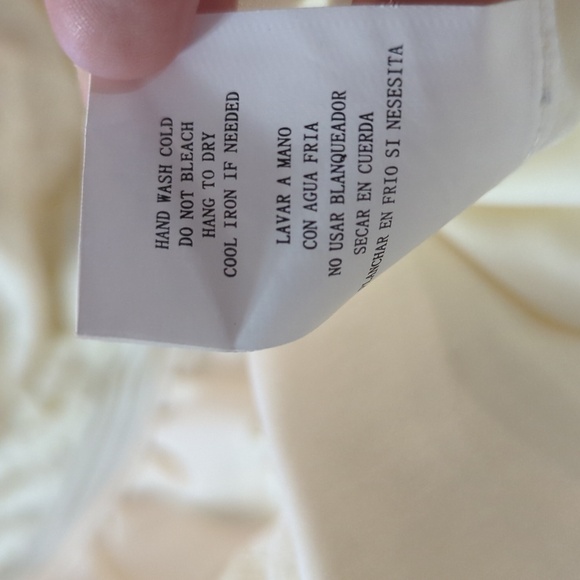 HAND WASH COLD
DO NOT BLEACH
HANG TO DRY
COOL IRON IF NEEDED
LAVAR A MANO
CON AGUA FRIA
NO USAR BLANQUEADOR
SECAR EN CUERDA
PLANCHAR EN FRIO SI NESESITA